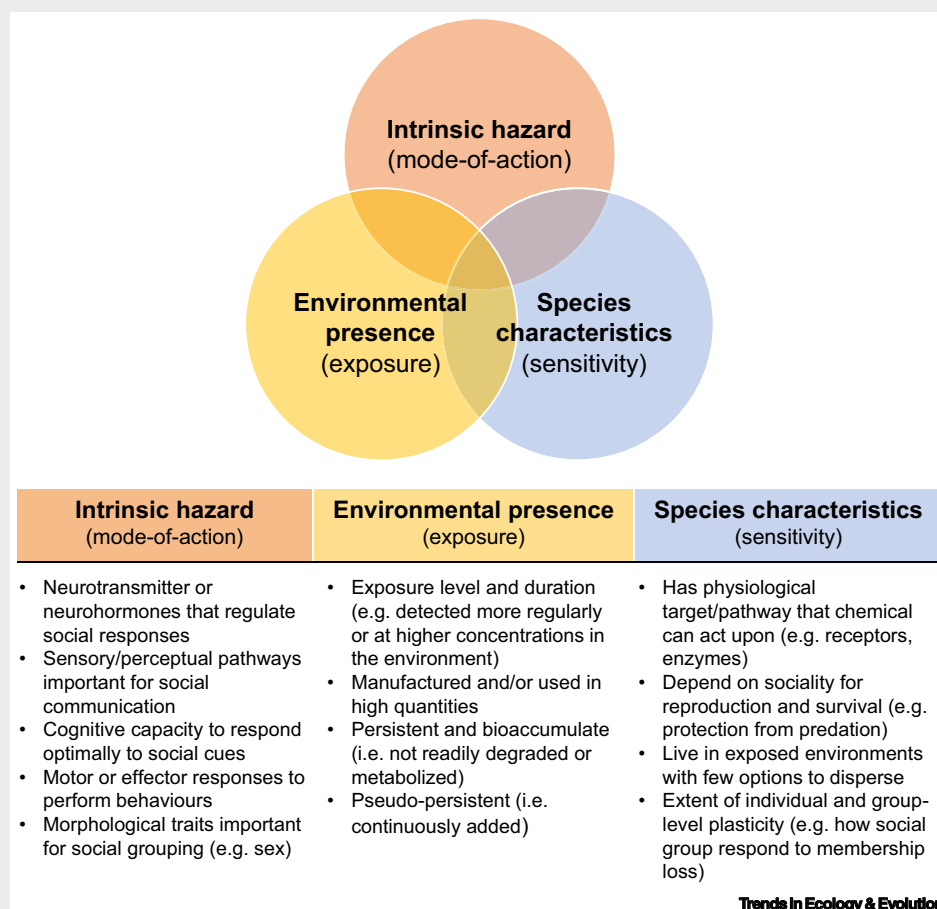 Intrinsic hazard
(mode-of-action)
Environmental
presence
(exposure)
Species
characteristics
(sensitivity)
Intrinsic hazard
(mode-of-action)
• Neurotransmitter or
neurohormones that regulate
social responses
• Sensory/perceptual pathways
important for social
communication
• Cognitive capacity to respond
optimally to social cues
• Motor or effector responses to
perform behaviours
• Morphological traits important
for social grouping (e.g. sex)
Environmental presence
(exposure)
• Exposure level and duration
(e.g. detected more regularly
or at higher concentrations in
the environment)
• Manufactured and/or used in
high quantities
• Persistent and bioaccumulate
(i.e. not readily degraded or
metabolized)
• Pseudo-persistent (i.e.
continuously added)
Species characteristics
(sensitivity)
• Has physiological
target/pathway that chemical
can act upon (e.g. receptors,
enzymes)
• Depend on sociality for
reproduction and survival (e.g.
protection from predation)
• Live in exposed environments
with few options to disperse
• Extent of individual and group-
level plasticity (e.g. how social
group respond to membership
loss)
Trends in Ecology & Evolution